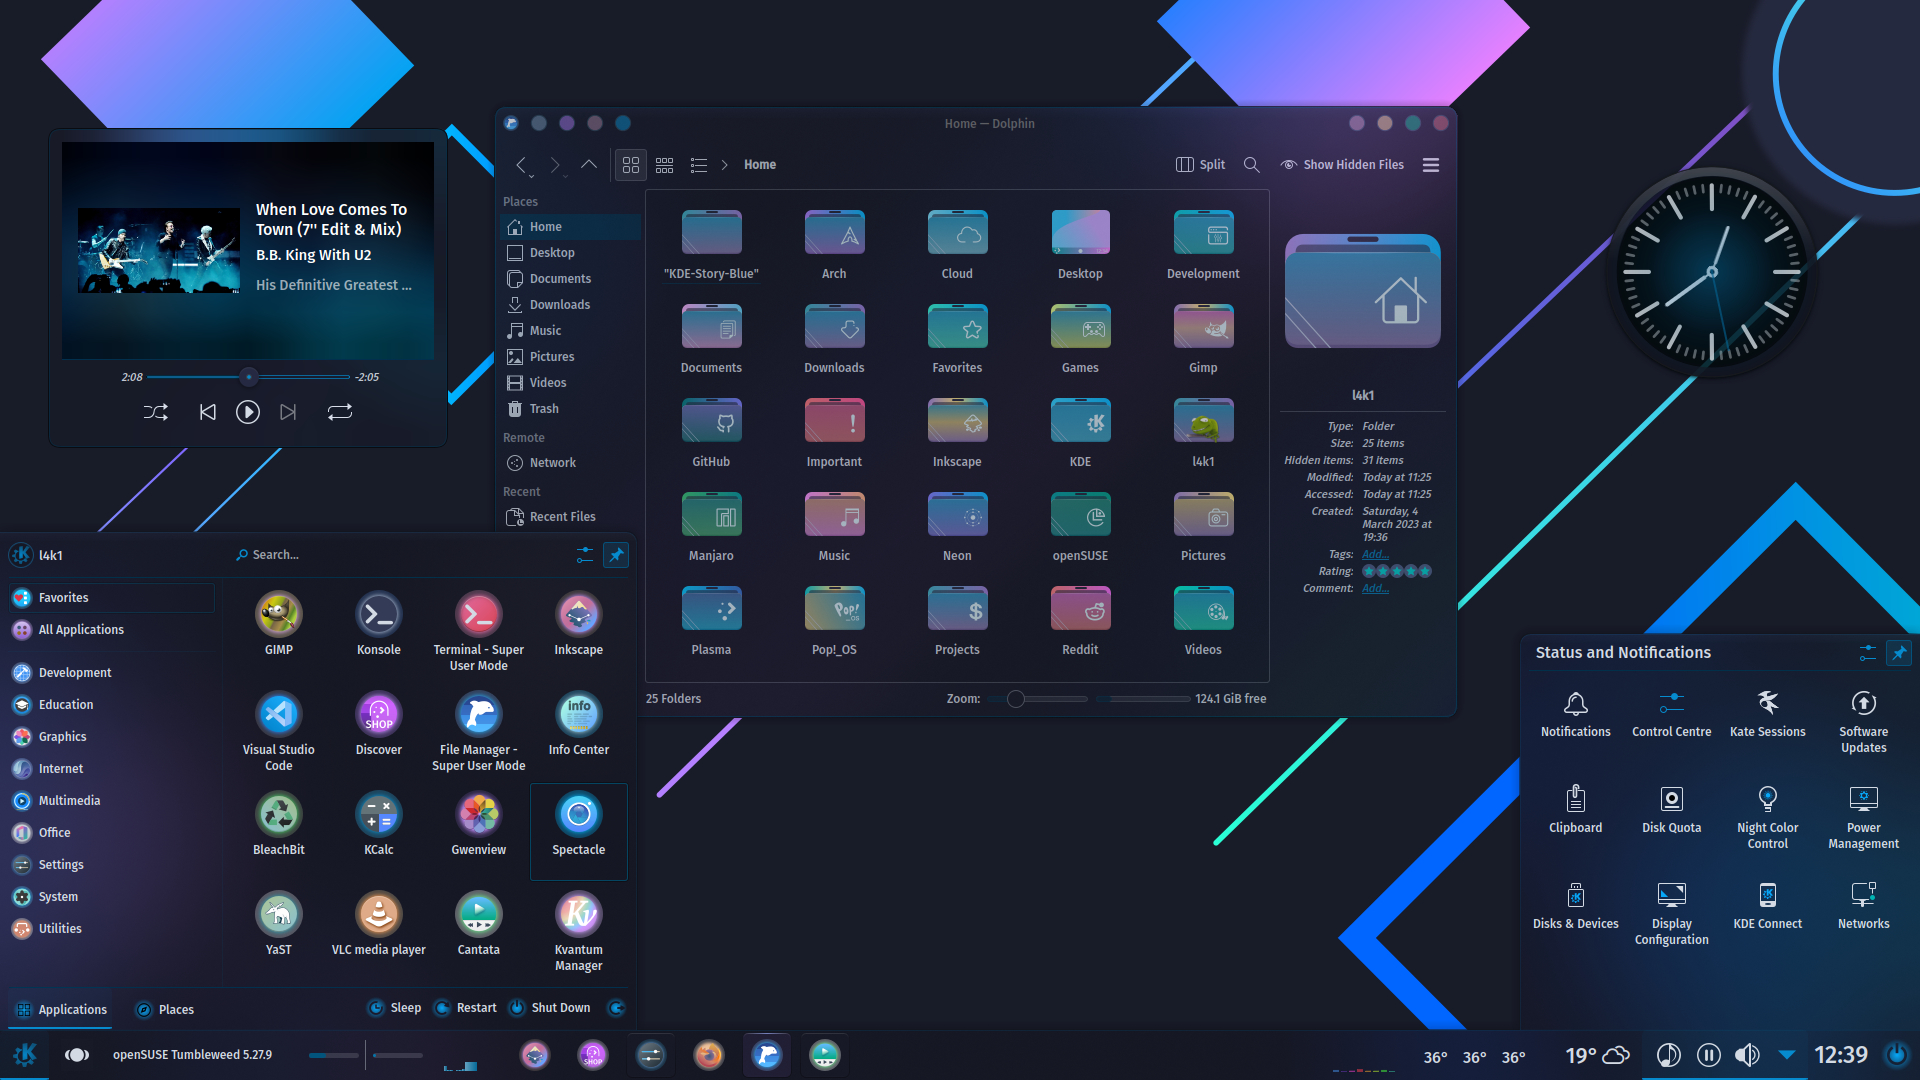 Home — Dolphin
When Love Comes To
Town (7" Edit & Mix)
B.B. King With U2
His Definitive Greatest ...
2:08
-2:05
Home
Split
Show Hidden Files
Places
Home
Desktop
Documents
Downloads
Music
Pictures
Videos
Trash
Remote
Network
Recent
Recent Files
"KDE-Story-Blue"
Arch
Cloud
Desktop
Development
Documents
Downloads
Favorites
Games
Gimp
GitHub
Important
Inkscape
KDE
l4k1
Manjaro
Music
Neon
openSUSE
Pictures
Plasma
Pop!_OS
Projects
Reddit
Videos
25 Folders
Zoom:
124.1 GiB free
l4k1
Type: Folder
Size: 25 items
Hidden items: 31 items
Modified: Today at 11:25
Accessed: Today at 11:25
Created: Saturday, 4
March 2023 at
19:36
Tags: Add...
Rating:
Comment: Add...
l4k1
Search...
Favorites
All Applications
Development
Education
Graphics
Internet
Multimedia
Office
Settings
System
Utilities
GIMP
Konsole
Terminal - Super
User Mode
Inkscape
SHOP
info
Visual Studio
Code
Discover
File Manager -
Super User Mode
Info Center
BleachBit
KCalc
Gwenview
Spectacle
Kv
YaST
VLC media player
Cantata
Kvantum
Manager
Applications
Places
Sleep
Restart
Shut Down
Status and Notifications
Notifications
Control Centre
Kate Sessions
Software
Updates
Clipboard
Disk Quota
Night Color
Control
Power
Management
Disks & Devices
Display
Configuration
KDE Connect
Networks
openSUSE Tumbleweed 5.27.9
SHOP
36° 36° 36°
19°
12:39